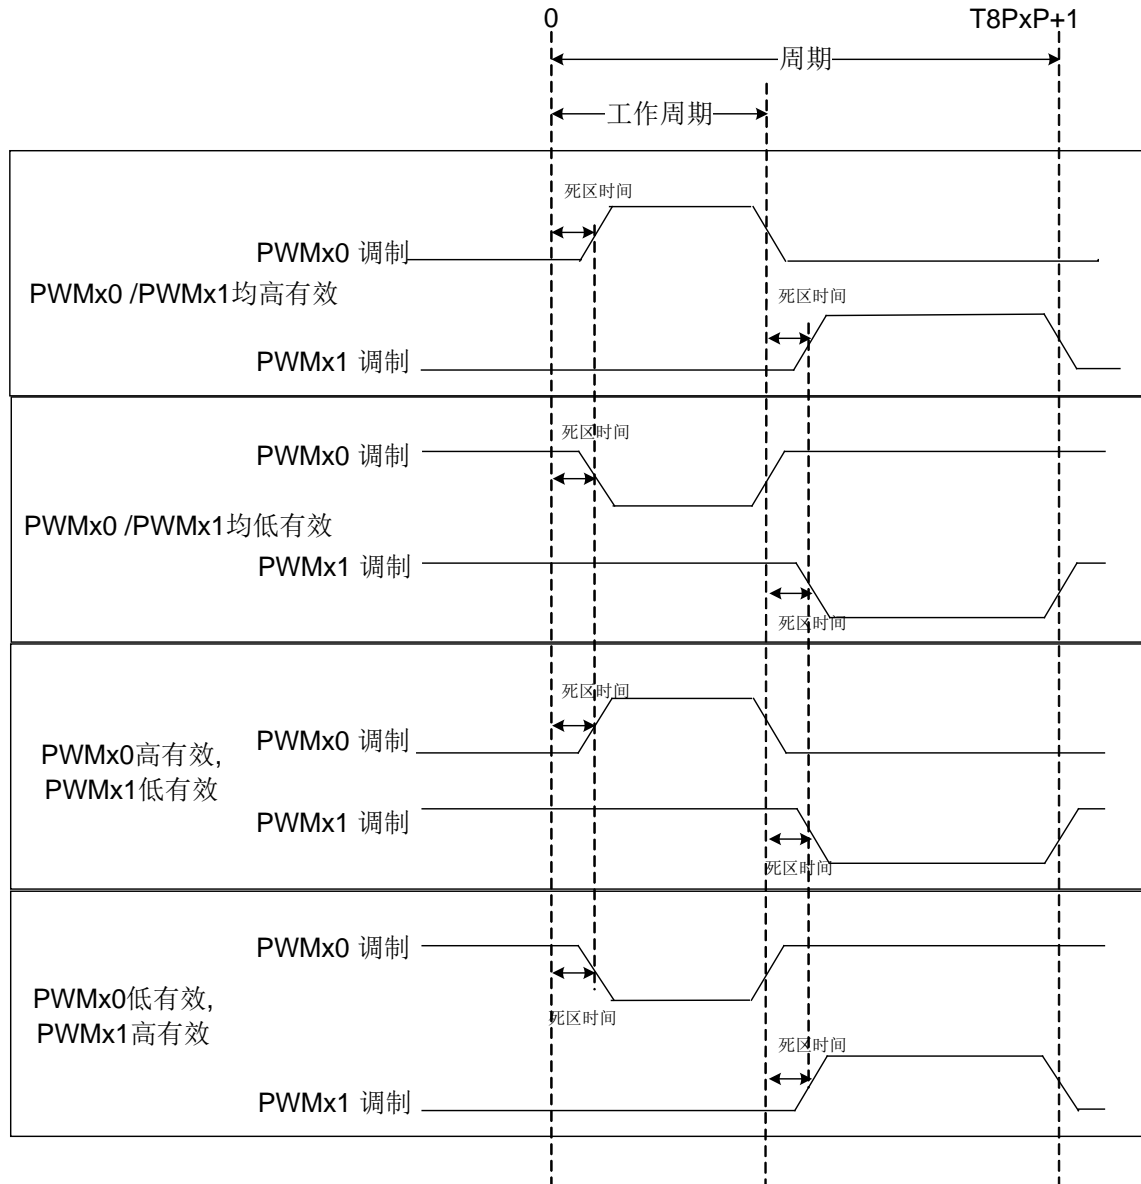 0
T8PxP+1
周期
工作周期
死区时间
PWMx0 调制
PWMx0 /PWMx1均高有效
死区时间
PWMx1 调制
死区时间
PWMx0 调制
PWMx0 /PWMx1均低有效
PWMx1 调制
死区时间
死区时间
PWMx0 调制
PWMx0高有效,
PWMx1低有效
PWMx1 调制
死区时间
PWMx0 调制
PWMx0低有效,
PWMx1高有效
死区时间
死区时间
PWMx1 调制